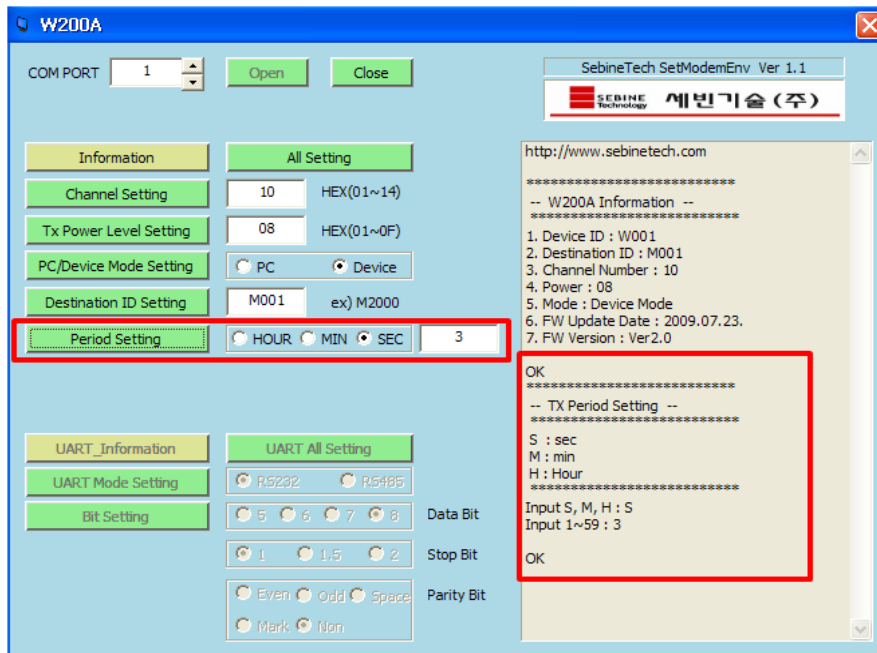 W200A
COM PORT 1 Open Close
SebineTech SetModemEnv Ver 1.1
SEBINE Technology 세빈기술(주)
Information All Setting
Channel Setting 10 HEX(01~14)
Tx Power Level Setting 08 HEX(01~0F)
PC/Device Mode Setting PC Device
Destination ID Setting M001 ex) M2000
Period Setting HOUR MIN SEC 3
UART_Information UART All Setting
UART Mode Setting RS232 RS485
Bit Setting 5 6 7 8 Data Bit
1 1.5 2 Stop Bit
Even Odd Space Parity Bit
Mark Non
http://www.sebinetech.com
**************************
-- W200A Information --
**************************
1. Device ID : W001
2. Destination ID : M001
3. Channel Number : 10
4. Power : 08
5. Mode : Device Mode
6. FW Update Date : 2009.07.23.
7. FW Version : Ver2.0
OK
**************************
-- TX Period Setting --
**************************
S : sec
M : min
H : Hour
**************************
Input S, M, H : S
Input 1~59 : 3
OK